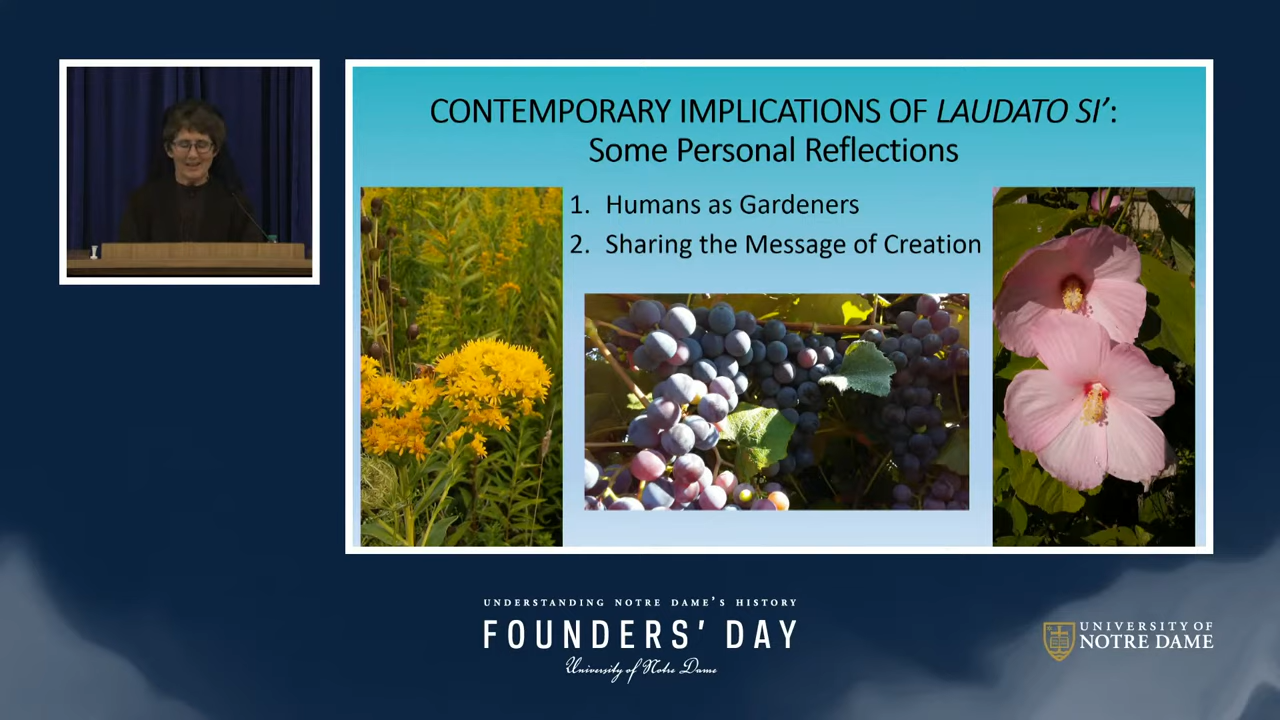 CONTEMPORARY IMPLICATIONS OF LAUDATO SI':
Some Personal Reflections
1. Humans as Gardeners
2. Sharing the Message of Creation
UNDERSTANDING NOTRE DAME'S HISTORY
FOUNDERS' DAY
University of Notre Dame
UNIVERSITY OF
NOTRE DAME